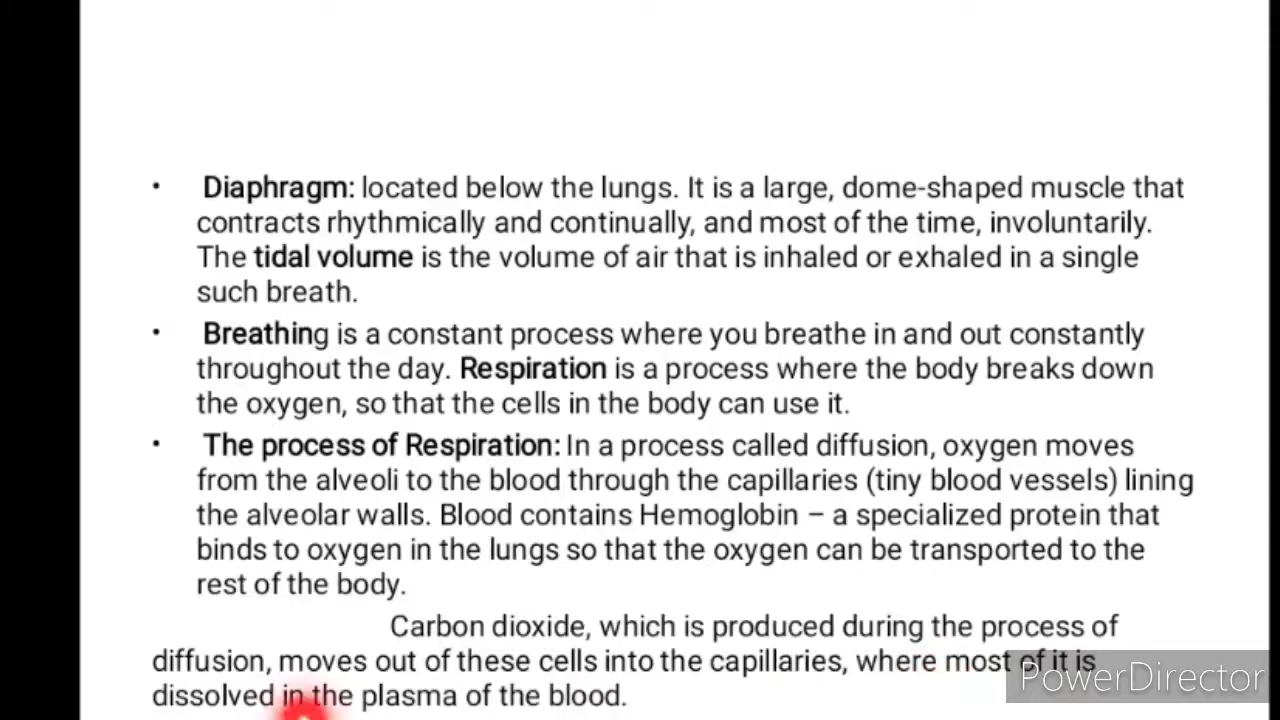 • Diaphragm: located below the lungs. It is a large, dome-shaped muscle that
contracts rhythmically and continually, and most of the time, involuntarily.
The tidal volume is the volume of air that is inhaled or exhaled in a single
such breath.
• Breathing is a constant process where you breathe in and out constantly
throughout the day. Respiration is a process where the body breaks down
the oxygen, so that the cells in the body can use it.
• The process of Respiration: In a process called diffusion, oxygen moves
from the alveoli to the blood through the capillaries (tiny blood vessels) lining
the alveolar walls. Blood contains Hemoglobin – a specialized protein that
binds to oxygen in the lungs so that the oxygen can be transported to the
rest of the body.
Carbon dioxide, which is produced during the process of
diffusion, moves out of these cells into the capillaries, where most of it is
dissolved in the plasma of the blood.
PowerDirector